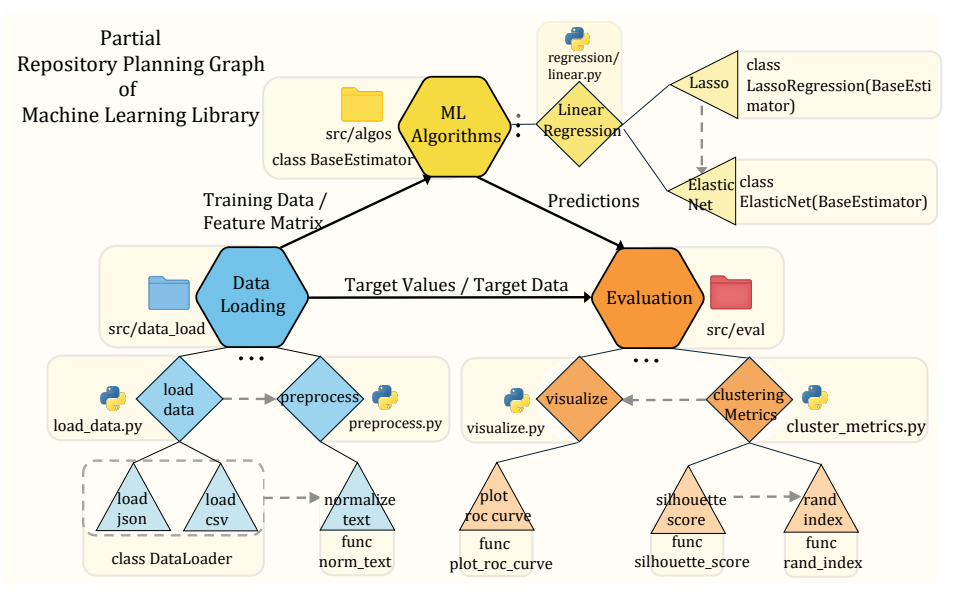 Partial
Repository Planning Graph
of
Machine Learning Library
regression/
linear.py
src/algos
class BaseEstimator
ML
Algorithms
Linear
Regression
Lasso
class
LassoRegression(BaseEsti
mator)
Elastic
Net
class
ElasticNet(BaseEstimator)
Training Data /
Feature Matrix
Predictions
src/data_load
Data
Loading
Target Values / Target Data
Evaluation
src/eval
load_data.py
load
data
preprocess
preprocess.py
visualize.py
visualize
clustering
Metrics
cluster_metrics.py
load
json
load
csv
class DataLoader
normalize
text
func
norm_text
plot
roc curve
func
plot_roc_curve
silhouette
score
func
silhouette_score
rand
index
func
rand_index